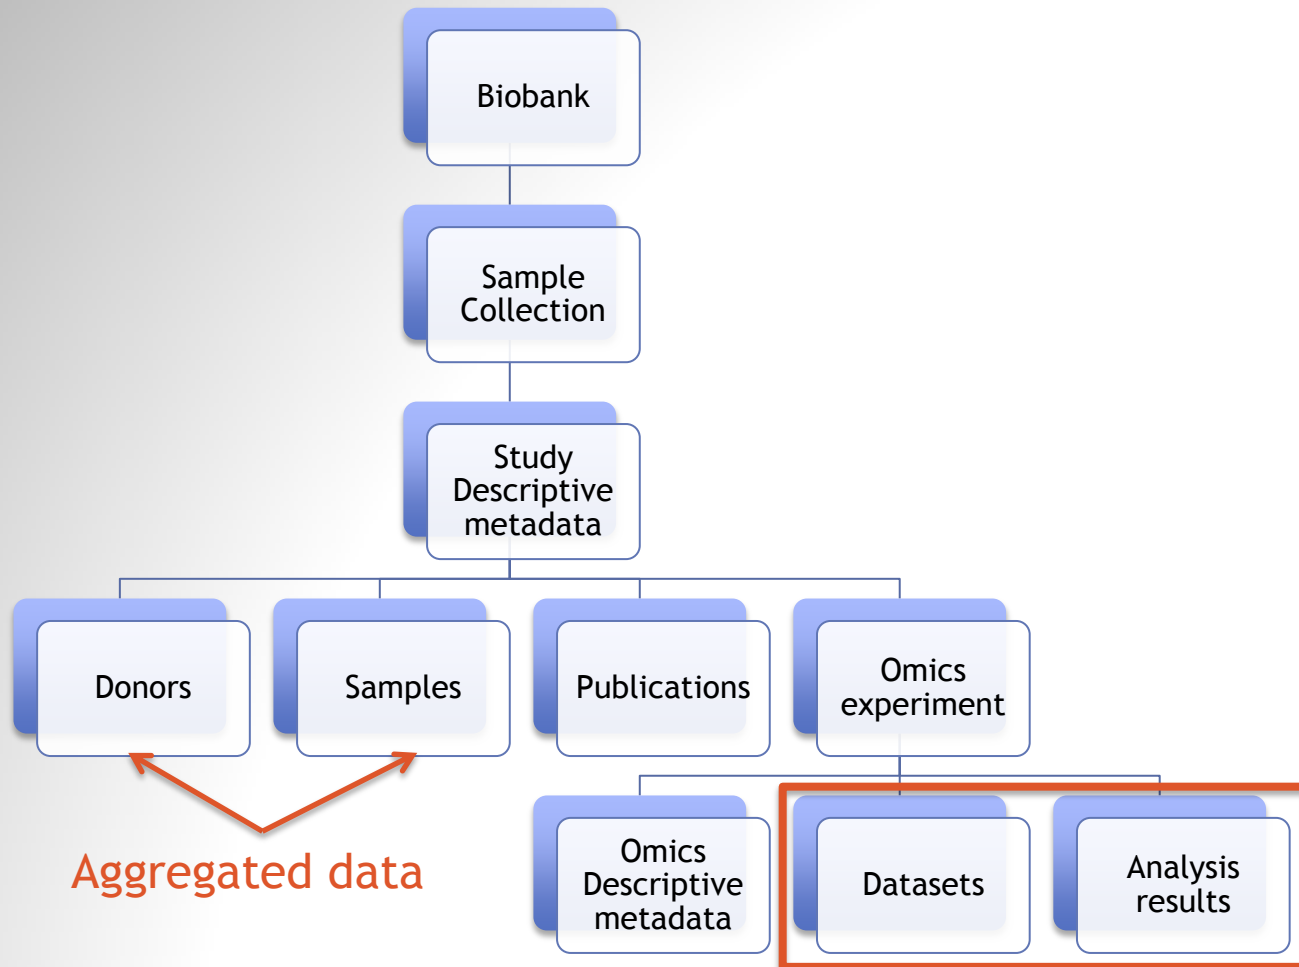 Biobank
Sample
Collection
Study
Descriptive
metadata
Donors
Samples
Publications
Omics
experiment
Aggregated data
Omics
Descriptive
metadata
Datasets
Analysis
results